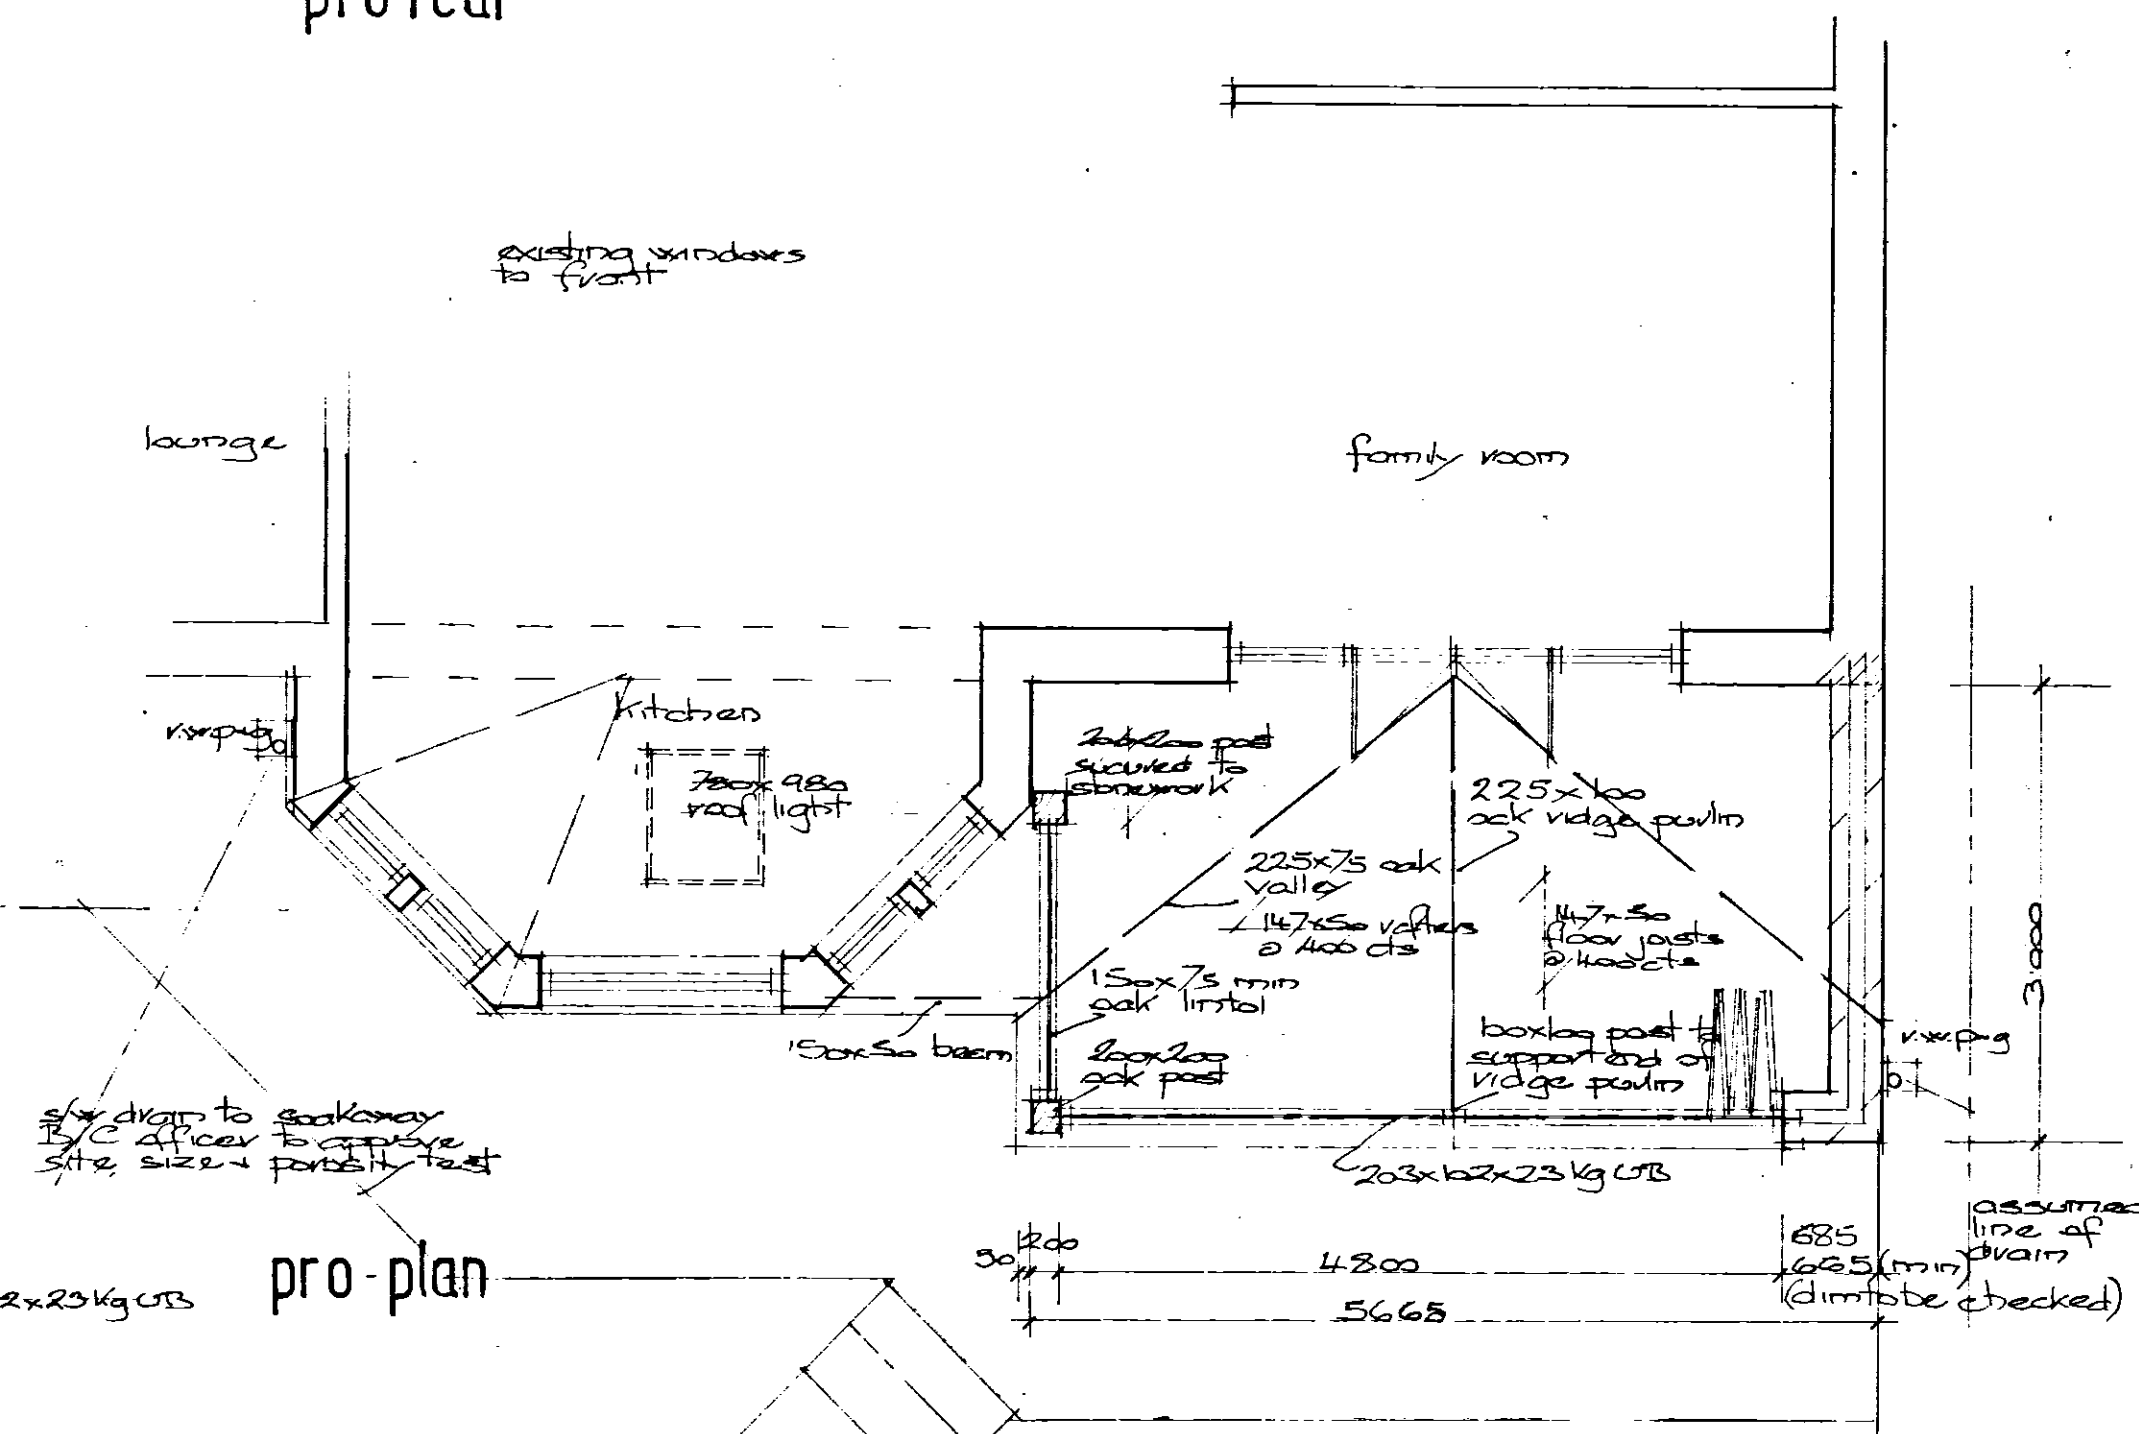 existing windows
to front
lounge
family room
kitchen
r.w.p+g
780x980
roof light
200x200 post
secured to
stonework
225x100
oak ridge purlin
225x75 oak
valley
147x50 rafters
@ 400 cts
147x50
floor joists
@ 400 cts
150x75 min
oak lintol
150x50 beam
200x200
oak post
100x100 post to
support end of
ridge purlin
r.w.p+g
3.000
s/w drain to soakaway
B/C officer to approve
site, size + porosity test
203x102x23kg UB
assumed
line of
drain
pro-plan
2x23kg UB
200
4800
685
665 (min)
(dim to be checked)
5665